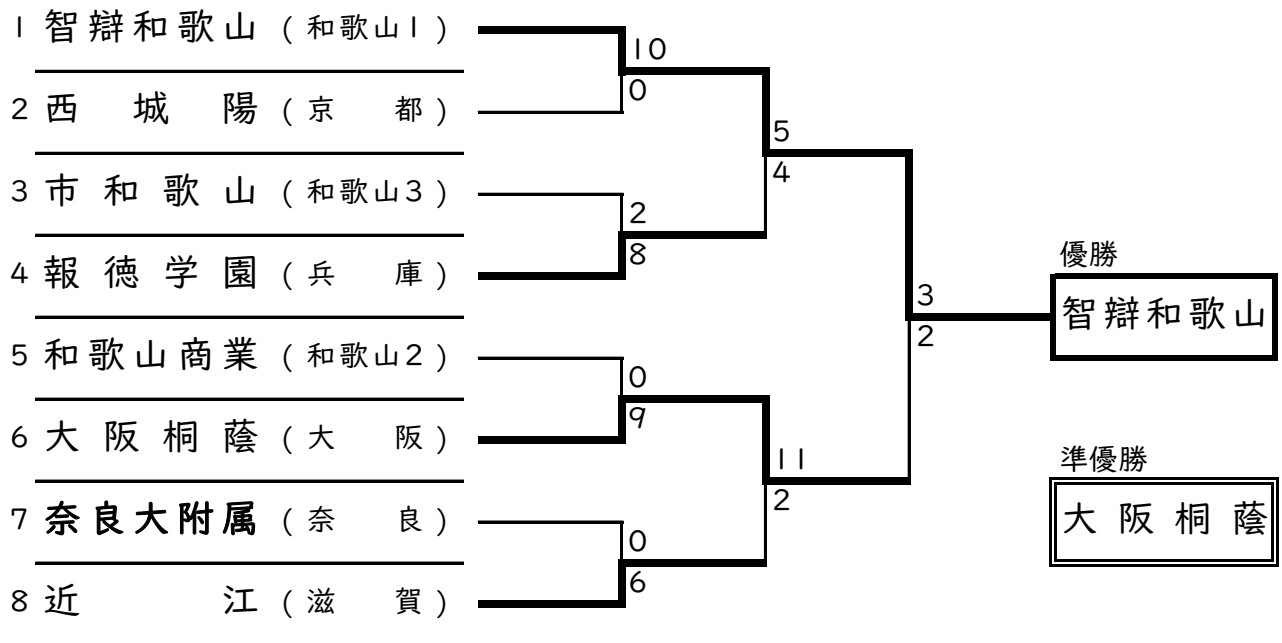 1 智辯和歌山 (和歌山1)
10
0
2 西城陽 (京都)
5
4
3 市和歌山 (和歌山3)
2
8
4 報徳学園 (兵庫)
優勝
智辯和歌山
3
2
5 和歌山商業 (和歌山2)
0
9
6 大阪桐蔭 (大阪)
11
2
準優勝
大阪桐蔭
7 奈良大附属 (奈良)
0
6
8 近江 (滋賀)